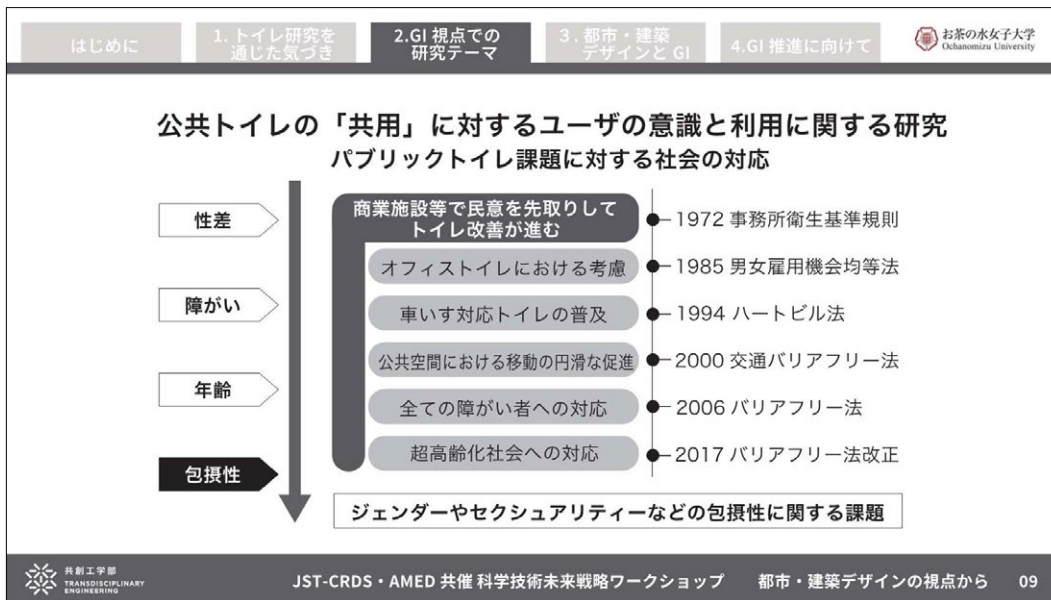 はじめに
1. トイレ研究を
通じた気づき
2.GI 視点での
研究テーマ
3. 都市・建築
デザインと GI
4.GI 推進に向けて
お茶の水女子大学
Ochanomizu University
公共トイレの「共用」に対するユーザの意識と利用に関する研究
パブリックトイレ課題に対する社会の対応
性差
障がい
年齢
包摂性
商業施設等で民意を先取りして
トイレ改善が進む
オフィストイレにおける考慮
車いす対応トイレの普及
公共空間における移動の円滑な促進
全ての障がい者への対応
超高齢化社会への対応
1972 事務所衛生基準規則
1985 男女雇用機会均等法
1994 ハートビル法
2000 交通バリアフリー法
2006 バリアフリー法
2017 バリアフリー法改正
ジェンダーやセクシュアリティーなどの包摂性に関する課題
共創工学部
TRANSDISCIPLINARY
ENGINEERING
JST-CRDS・AMED 共催 科学技術未来戦略ワークショップ 都市・建築デザインの視点から 09